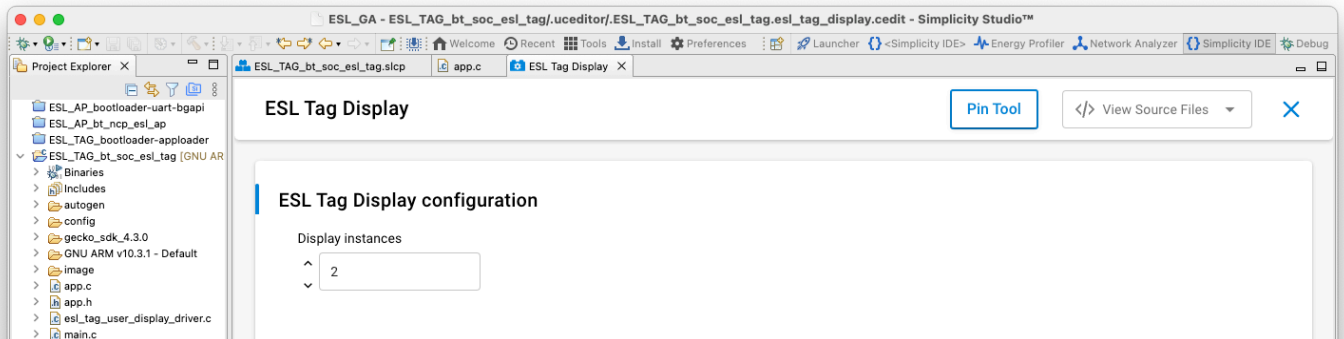 ESL_GA - ESL_TAG_bt_soc_esl_tag/.uceditor/.ESL_TAG_bt_soc_esl_tag.esl_tag_display.cedit - Simplicity Studio™
Welcome Recent Tools Install Preferences Launcher {}<Simplicity IDE> Energy Profiler Network Analyzer {} Simplicity IDE Debug
Project Explorer ESL_TAG_bt_soc_esl_tag.slcp app.c ESL Tag Display
ESL_AP_bootloader-uart-bgapi
ESL_AP_bt_ncp_esl_ap
ESL_TAG_bootloader-apploader
ESL_TAG_bt_soc_esl_tag [GNU AR
Binaries
Includes
autogen
config
gecko_sdk_4.3.0
GNU ARM v10.3.1 - Default
image
app.c
app.h
esl_tag_user_display_driver.c
main.c
ESL Tag Display
Pin Tool
</> View Source Files
ESL Tag Display configuration
Display instances
2